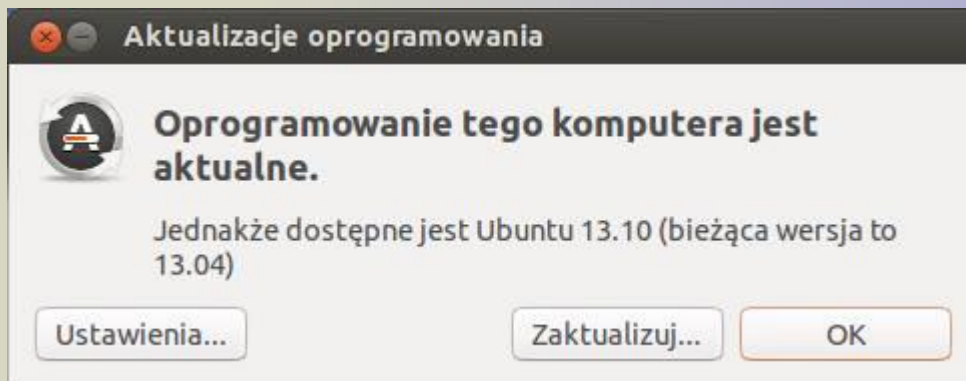 Aktualizacje oprogramowania
Oprogramowanie tego komputera jest
aktualne.
Jednakże dostępne jest Ubuntu 13.10 (bieżąca wersja to
13.04)
Ustawienia... Zaktualizuj... OK